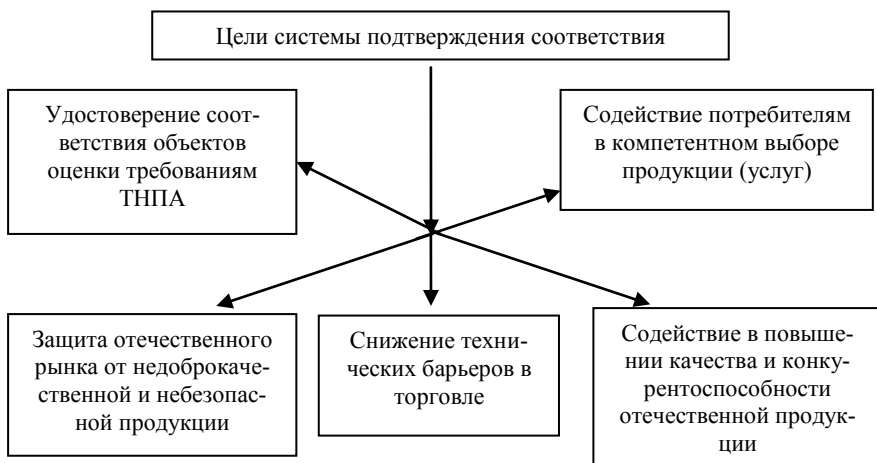 Цели системы подтверждения соответствия
Удостоверение соот-
ветствия объектов
оценки требованиям
ТНПА
Содействие потребителям
в компетентном выборе
продукции (услуг)
Защита отечественного
рынка от недоброкаче-
ственной и небезопас-
ной продукции
Снижение техни-
ческих барьеров в
торговле
Содействие в повыше-
нии качества и конку-
рентоспособности
отечественной продук-
ции